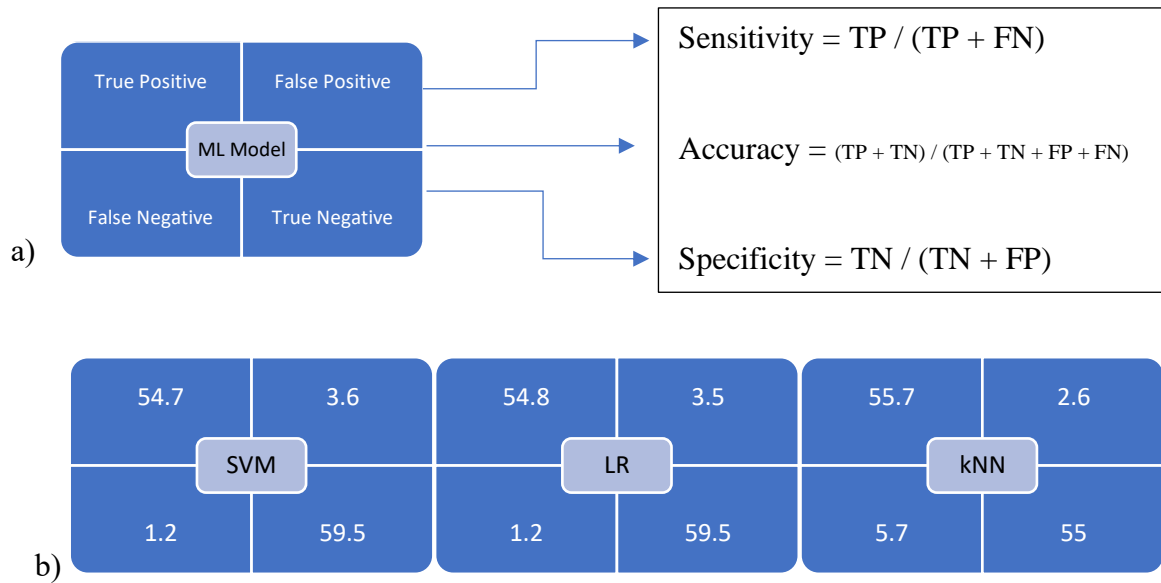 True Positive
False Positive
ML Model
False Negative
True Negative
a)
Sensitivity = TP / (TP + FN)
Accuracy = (TP + TN) / (TP + TN + FP + FN)
Specificity = TN / (TN + FP)
54.7
3.6
SVM
1.2
59.5
54.8
3.5
LR
1.2
59.5
55.7
2.6
kNN
5.7
55
b)